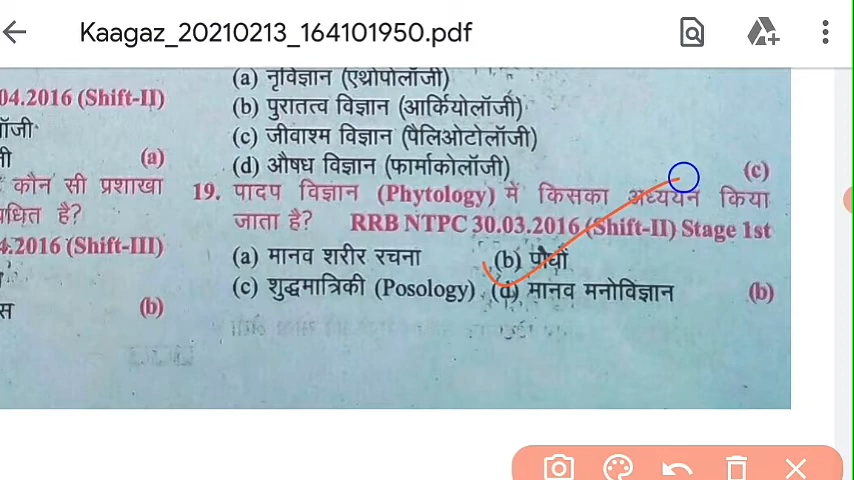 Kaagaz_20210213_164101950.pdf
04.2016 (Shift-II)
ॉजी
ी (a)
कौन सी प्रशाखा
है?
4.2016 (Shift-III)
स (b)
(a) नृविज्ञान (एंथ्रोपोलॉजी)
(b) पुरातत्व विज्ञान (आर्कियोलॉजी)
(c) जीवाश्म विज्ञान (पेलिओटोलॉजी)
(d) औषध विज्ञान (फार्माकोलॉजी) (c)
19. पादप विज्ञान (Phytology) में किसका अध्ययन किया
जाता है? RRB NTPC 30.03.2016 (Shift-II) Stage 1st
(a) मानव शरीर रचना (b) पौधों
(c) शुद्धमात्रिकी (Posology) (d) मानव मनोविज्ञान (b)